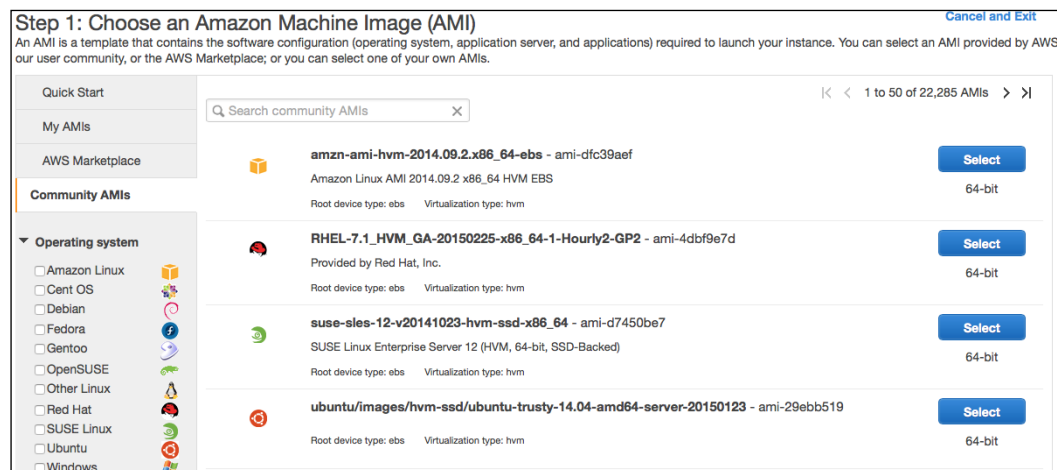 Step 1: Choose an Amazon Machine Image (AMI)
Cancel and Exit
An AMI is a template that contains the software configuration (operating system, application server, and applications) required to launch your instance. You can select an AMI provided by AWS
our user community, or the AWS Marketplace; or you can select one of your own AMIs.
Quick Start
My AMIs
AWS Marketplace
Community AMIs
Operating system
Amazon Linux
Cent OS
Debian
Fedora
Gentoo
OpenSUSE
Other Linux
Red Hat
SUSE Linux
Ubuntu
Windows
Search community AMIs
1 to 50 of 22,285 AMIs
amzn-ami-hvm-2014.09.2.x86_64-ebs - ami-dfc39aef
Amazon Linux AMI 2014.09.2 x86_64 HVM EBS
Root device type: ebs Virtualization type: hvm
Select
64-bit
RHEL-7.1_HVM_GA-20150225-x86_64-1-Hourly2-GP2 - ami-4dbf9e7d
Provided by Red Hat, Inc.
Root device type: ebs Virtualization type: hvm
Select
64-bit
suse-sles-12-v20141023-hvm-ssd-x86_64 - ami-d7450be7
SUSE Linux Enterprise Server 12 (HVM, 64-bit, SSD-Backed)
Root device type: ebs Virtualization type: hvm
Select
64-bit
ubuntu/images/hvm-ssd/ubuntu-trusty-14.04-amd64-server-20150123 - ami-29ebb519
Root device type: ebs Virtualization type: hvm
Select
64-bit